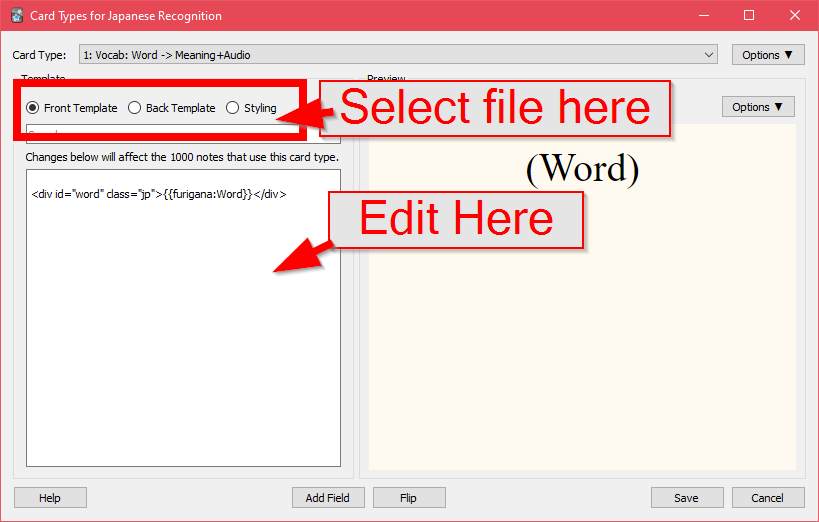 Card Types for Japanese Recognition
Card Type: 1: Vocab: Word -> Meaning+Audio Options ▼
Template Preview
Front Template Back Template Styling
Select file here
Options ▼
Changes below will affect the 1000 notes that use this card type.
(Word)
<div id="word" class="jp">{{furigana:Word}}</div>
Edit Here
Help Add Field Flip Save Cancel